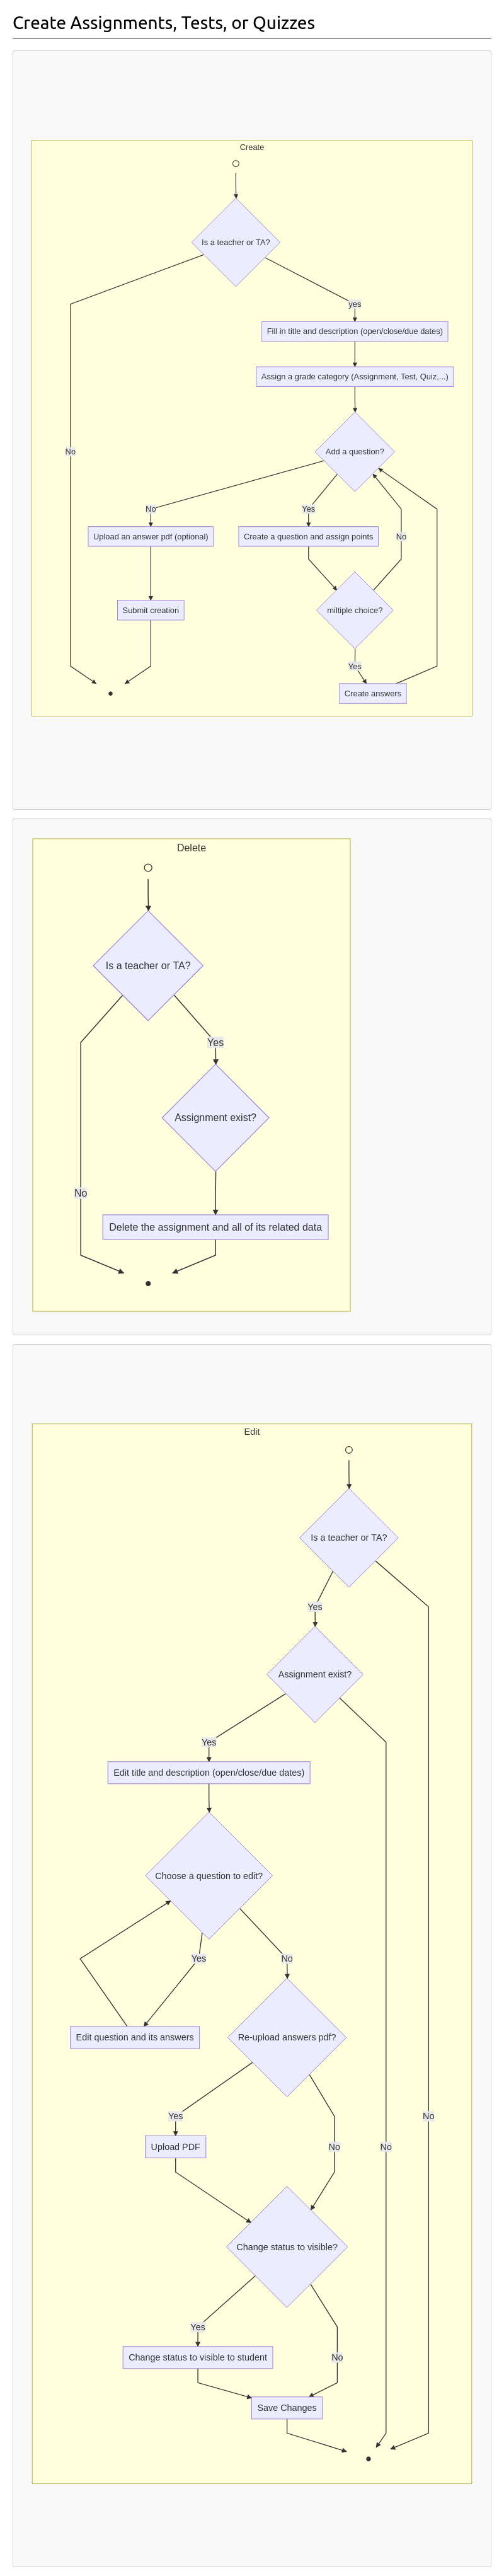 Create Assignments, Tests, or Quizzes
Create
Is a teacher or TA?
yes
Fill in title and description (open/close/due dates)
Assign a grade category (Assignment, Test, Quiz,...)
Add a question?
No
No
Yes
No
Upload an answer pdf (optional)
Create a question and assign points
Submit creation
miltiple choice?
Yes
Create answers
Delete
Is a teacher or TA?
Yes
Assignment exist?
No
Delete the assignment and all of its related data
Edit
Is a teacher or TA?
Yes
Assignment exist?
Yes
Edit title and description (open/close/due dates)
Choose a question to edit?
Yes
No
Edit question and its answers
Re-upload answers pdf?
Yes
No
Upload PDF
No
No
Change status to visible?
Yes
Change status to visible to student
No
Save Changes